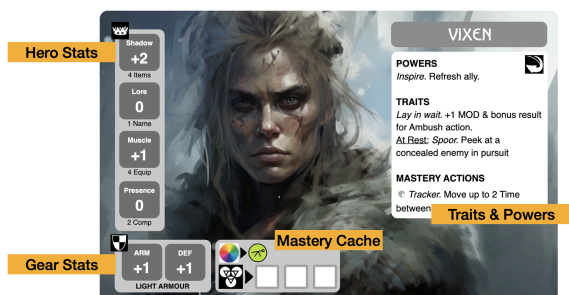 Hero Stats
Shadow
+2
4 Items
Lore
0
1 Name
Muscle
+1
4 Equip
Presence
0
2 Comp
ViXEN
POWERS
Inspire. Refresh ally.
TRAITS
Lay in wait. +1 MOD & bonus result
for Ambush action.
At Rest; Spoor. Peek at a
concealed enemy in pursuit
MASTERY ACTIONS
Tracker. Move up to 2 Time
between
Traits & Powers
Mastery Cache
Gear Stats
ARM
+1
DEF
+1
LIGHT ARMOUR